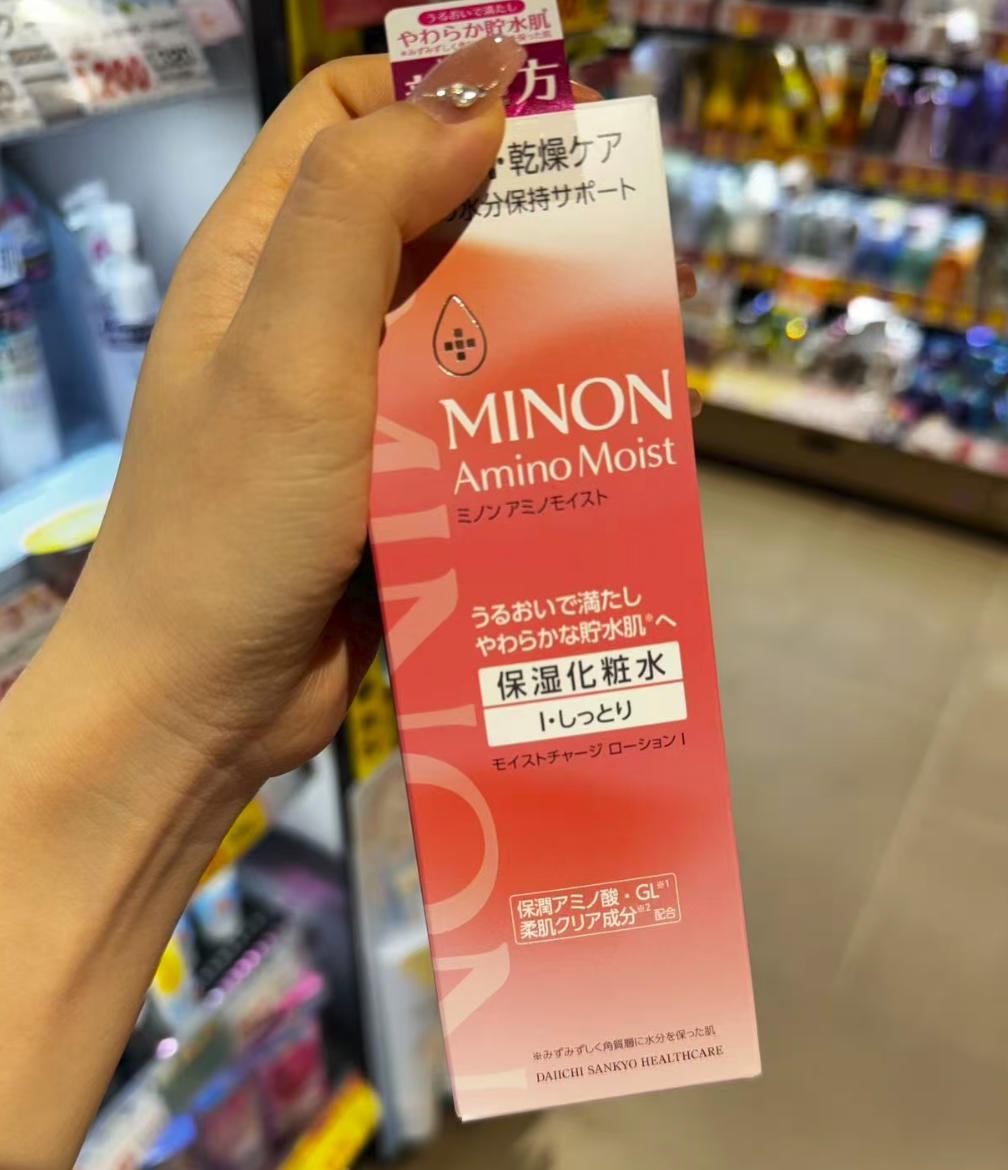 うるおいで満たし
やわらか貯水肌
方
・乾燥ケア
水分保持サポート
MINON
Amino Moist
ミノン アミノモイスト
うるおいで満たし
やわらかな貯水肌※へ
保湿化粧水
I・しっとり
モイストチャージ ローション I
保潤アミノ酸・GL※1
柔肌クリア成分※2 配合
※みずみずしく角質層に水分を保った肌
DAIICHI SANKYO HEALTHCARE
MINON
200